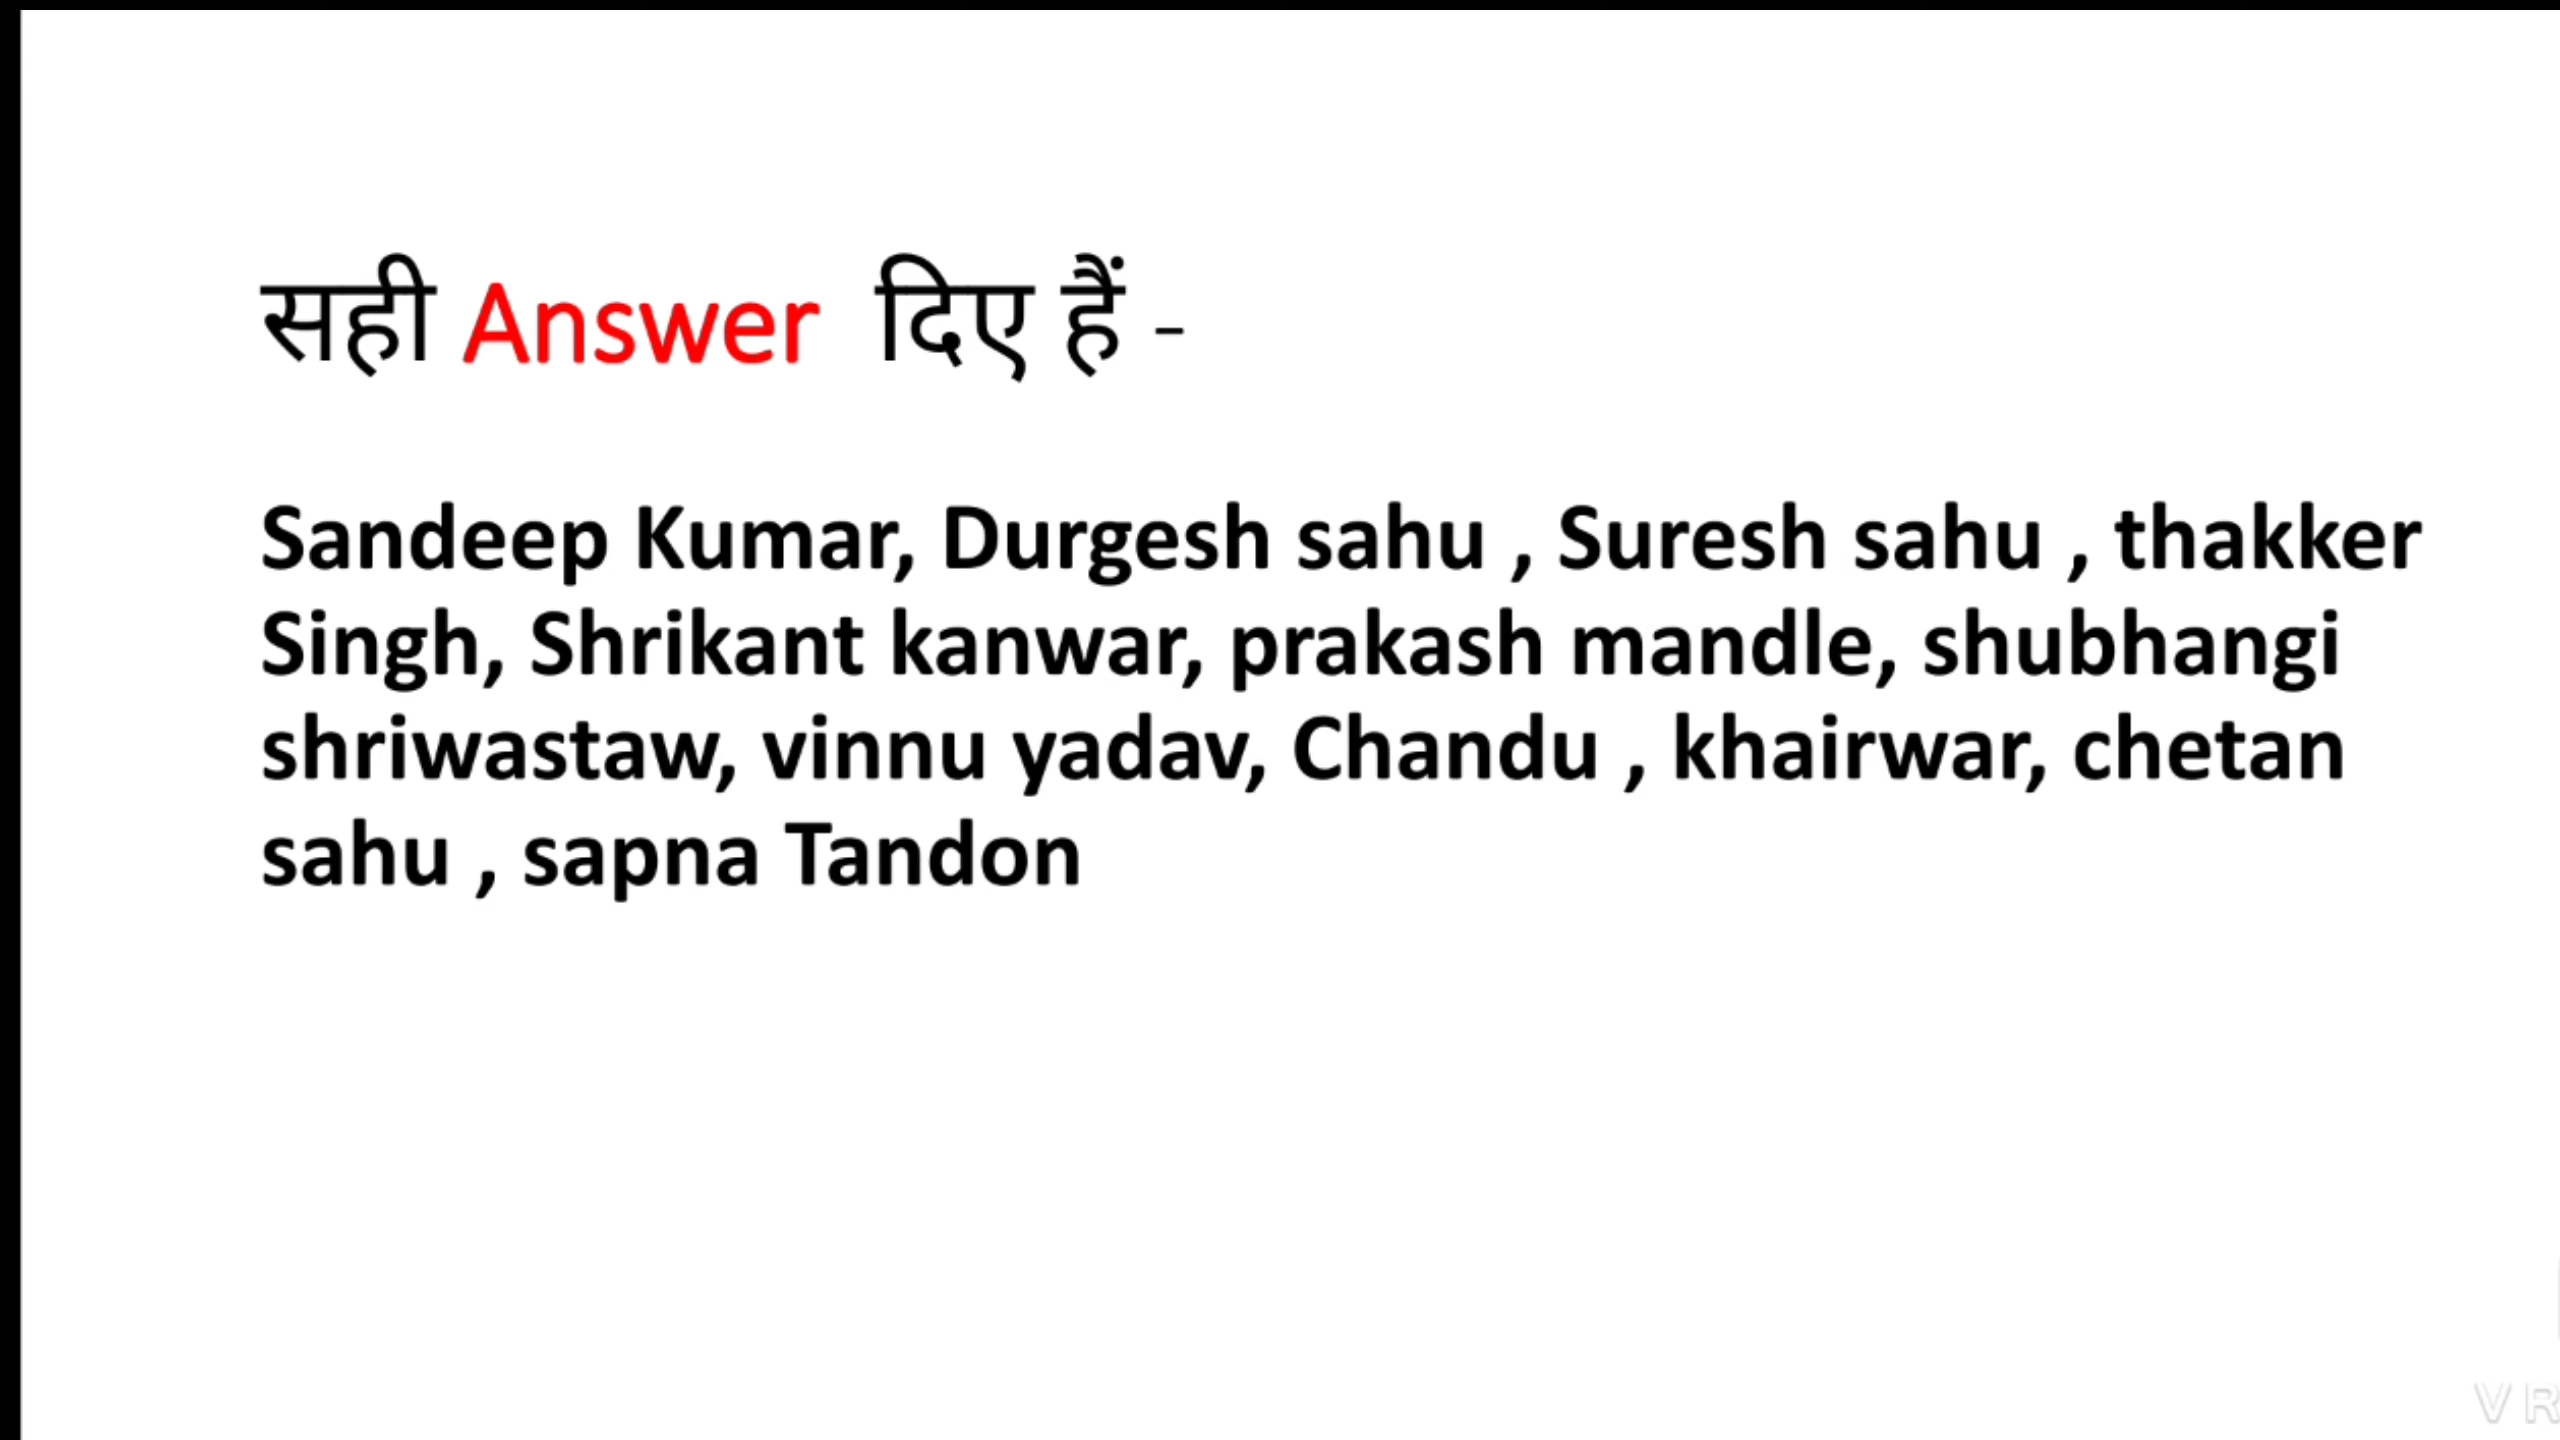 सही Answer दिए हैं -
Sandeep Kumar, Durgesh sahu , Suresh sahu , thakker
Singh, Shrikant kanwar, prakash mandle, shubhangi
shriwastaw, vinnu yadav, Chandu , khairwar, chetan
sahu , sapna Tandon
VR